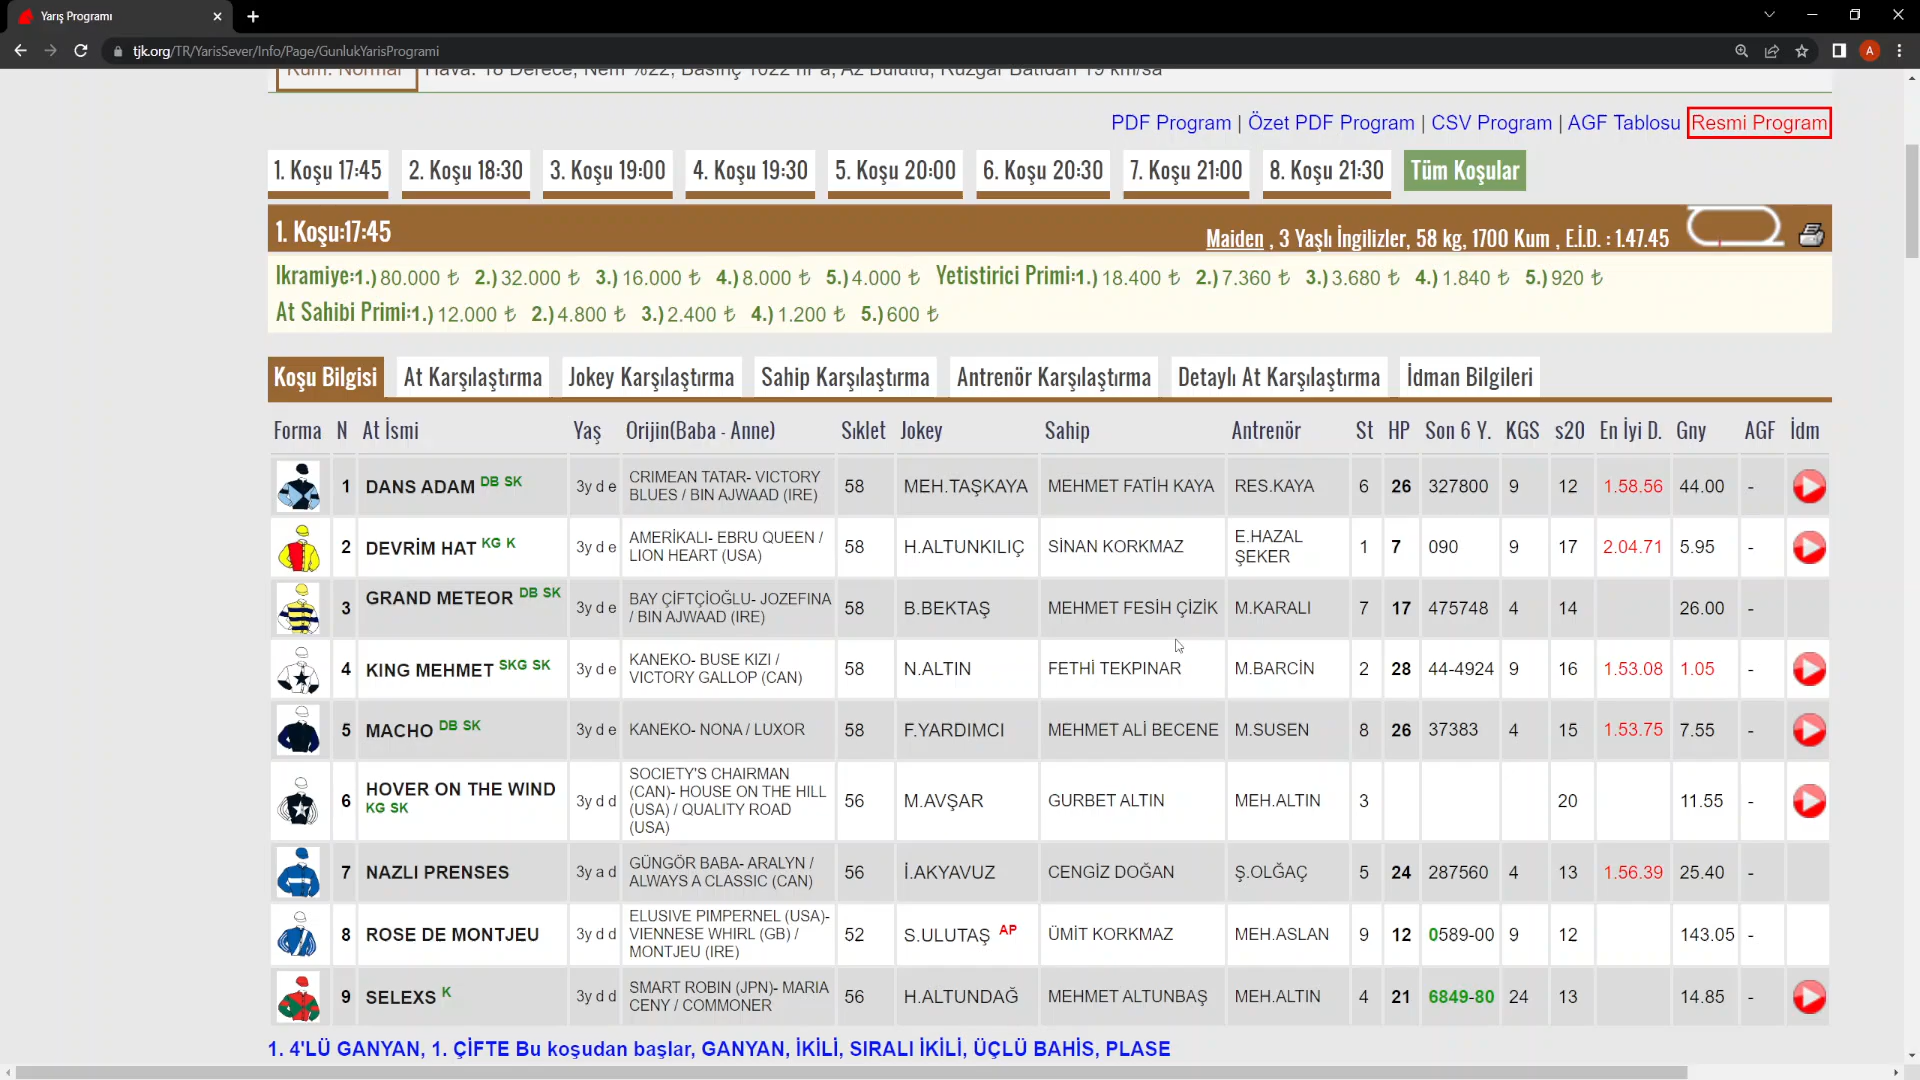 Yarış Programı
tjk.org/TR/YarisSever/Info/Page/GunlukYarisProgrami
A
Kum: Normal Hava: 18 Derece, Nem %22, Basınç 1022 hPa, Az Bulutlu, Rüzgar Batıdan 19 km/sa
PDF Program | Özet PDF Program | CSV Program | AGF Tablosu Resmi Program
1. Koşu 17:45 2. Koşu 18:30 3. Koşu 19:00 4. Koşu 19:30 5. Koşu 20:00 6. Koşu 20:30 7. Koşu 21:00 8. Koşu 21:30 Tüm Koşular
1. Koşu:17:45 Maiden , 3 Yaşlı İngilizler, 58 kg, 1700 Kum , E.İ.D. : 1.47.45
Ikramiye:1.) 80.000 ₺ 2.) 32.000 ₺ 3.) 16.000 ₺ 4.) 8.000 ₺ 5.) 4.000 ₺ Yetistirici Primi:1.) 18.400 ₺ 2.) 7.360 ₺ 3.) 3.680 ₺ 4.) 1.840 ₺ 5.) 920 ₺
At Sahibi Primi:1.) 12.000 ₺ 2.) 4.800 ₺ 3.) 2.400 ₺ 4.) 1.200 ₺ 5.) 600 ₺
Koşu Bilgisi At Karşılaştırma Jokey Karşılaştırma Sahip Karşılaştırma Antrenör Karşılaştırma Detaylı At Karşılaştırma İdman Bilgileri
Forma N At İsmi Yaş Orijin(Baba - Anne) Sıklet Jokey Sahip Antrenör St HP Son 6 Y. KGS s20 En İyi D. Gny AGF İdm
1 DANS ADAM DB SK 3y d e CRIMEAN TATAR- VICTORY BLUES / BIN AJWAAD (IRE) 58 MEH.TAŞKAYA MEHMET FATİH KAYA RES.KAYA 6 26 327800 9 12 1.58.56 44.00 -
2 DEVRİM HAT KG K 3y d e AMERİKALI- EBRU QUEEN / LION HEART (USA) 58 H.ALTUNKILIÇ SİNAN KORKMAZ E.HAZAL ŞEKER 1 7 090 9 17 2.04.71 5.95 -
3 GRAND METEOR DB SK 3y d e BAY ÇİFTÇİOĞLU- JOZEFINA / BIN AJWAAD (IRE) 58 B.BEKTAŞ MEHMET FESİH ÇİZİK M.KARALI 7 17 475748 4 14 26.00 -
4 KING MEHMET SKG SK 3y d e KANEKO- BUSE KIZI / VICTORY GALLOP (CAN) 58 N.ALTIN FETHİ TEKPINAR M.BARCİN 2 28 44-4924 9 16 1.53.08 1.05 -
5 MACHO DB SK 3y d e KANEKO- NONA / LUXOR 58 F.YARDIMCI MEHMET ALİ BECENE M.SUSEN 8 26 37383 4 15 1.53.75 7.55 -
6 HOVER ON THE WIND KG SK 3y d d SOCIETY'S CHAIRMAN (CAN)- HOUSE ON THE HILL (USA) / QUALITY ROAD (USA) 56 M.AVŞAR GURBET ALTIN MEH.ALTIN 3 20 11.55 -
7 NAZLI PRENSES 3y a d GÜNGÖR BABA- ARALYN / ALWAYS A CLASSIC (CAN) 56 İ.AKYAVUZ CENGİZ DOĞAN Ş.OLĞAÇ 5 24 287560 4 13 1.56.39 25.40 -
8 ROSE DE MONTJEU 3y d d ELUSIVE PIMPERNEL (USA)- VIENNESE WHIRL (GB) / MONTJEU (IRE) 52 S.ULUTAŞ AP ÜMİT KORKMAZ MEH.ASLAN 9 12 0589-00 9 12 143.05 -
9 SELEXS K 3y d d SMART ROBIN (JPN)- MARIA CENY / COMMONER 56 H.ALTUNDAĞ MEHMET ALTUNBAŞ MEH.ALTIN 4 21 6849-80 24 13 14.85 -
1. 4'LÜ GANYAN, 1. ÇİFTE Bu koşudan başlar, GANYAN, İKİLİ, SIRALI İKİLİ, ÜÇLÜ BAHİS, PLASE